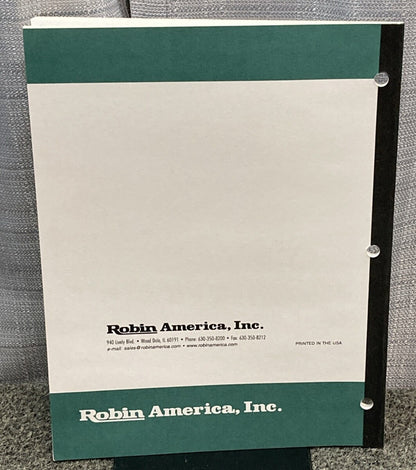 Robin America, Inc.
940 Lively Blvd. • Wood Dale, IL 60191 • Phone: 630-350-8200 • Fax: 630-350-8212
e-mail: sales@robinamerica.com • www.robinamerica.com
PRINTED IN THE USA
Robin America, Inc.